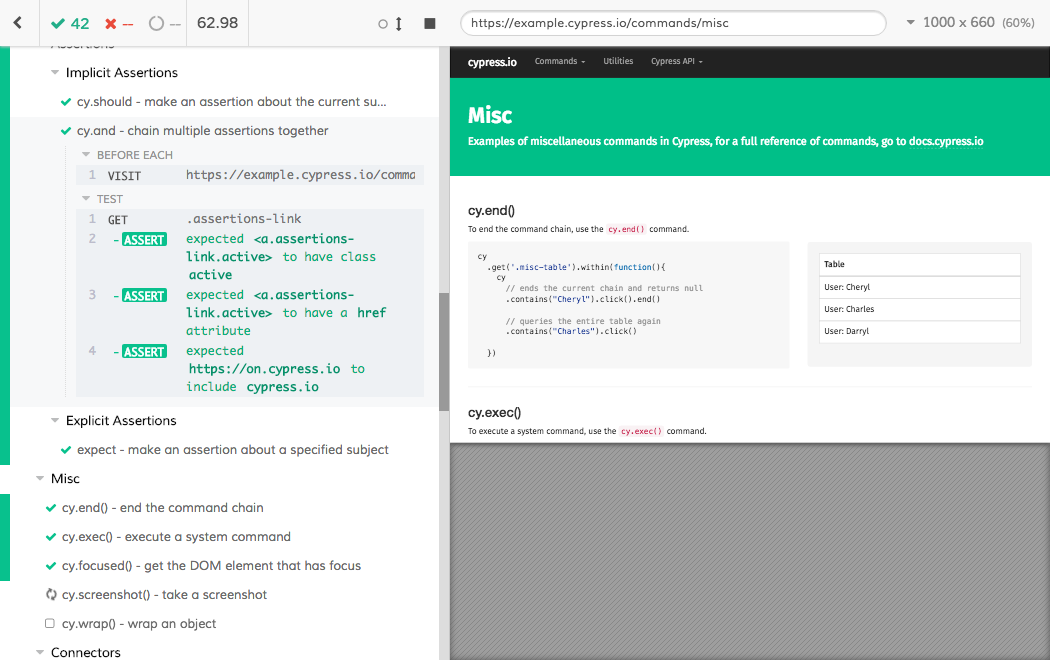 42 -- -- 62.98
https://example.cypress.io/commands/misc
1000 x 660 (60%)
Assertions
Implicit Assertions
cy.should - make an assertion about the current su...
cy.and - chain multiple assertions together
BEFORE EACH
1 VISIT https://example.cypress.io/comma
TEST
1 GET .assertions-link
2 -ASSERT expected <a.assertions-
link.active> to have class
active
3 -ASSERT expected <a.assertions-
link.active> to have a href
attribute
4 -ASSERT expected
https://on.cypress.io to
include cypress.io
Explicit Assertions
expect - make an assertion about a specified subject
Misc
cy.end() - end the command chain
cy.exec() - execute a system command
cy.focused() - get the DOM element that has focus
cy.screenshot() - take a screenshot
cy.wrap() - wrap an object
Connectors
cypress.io Commands Utilities Cypress API
Misc
Examples of miscellaneous commands in Cypress, for a full reference of commands, go to docs.cypress.io
cy.end()
To end the command chain, use the cy.end() command.
cy
.get('.misc-table').within(function(){
cy
// ends the current chain and returns null
.contains("Cheryl").click().end()
// queries the entire table again
.contains("Charles").click()
})
Table
User: Cheryl
User: Charles
User: Darryl
cy.exec()
To execute a system command, use the cy.exec() command.